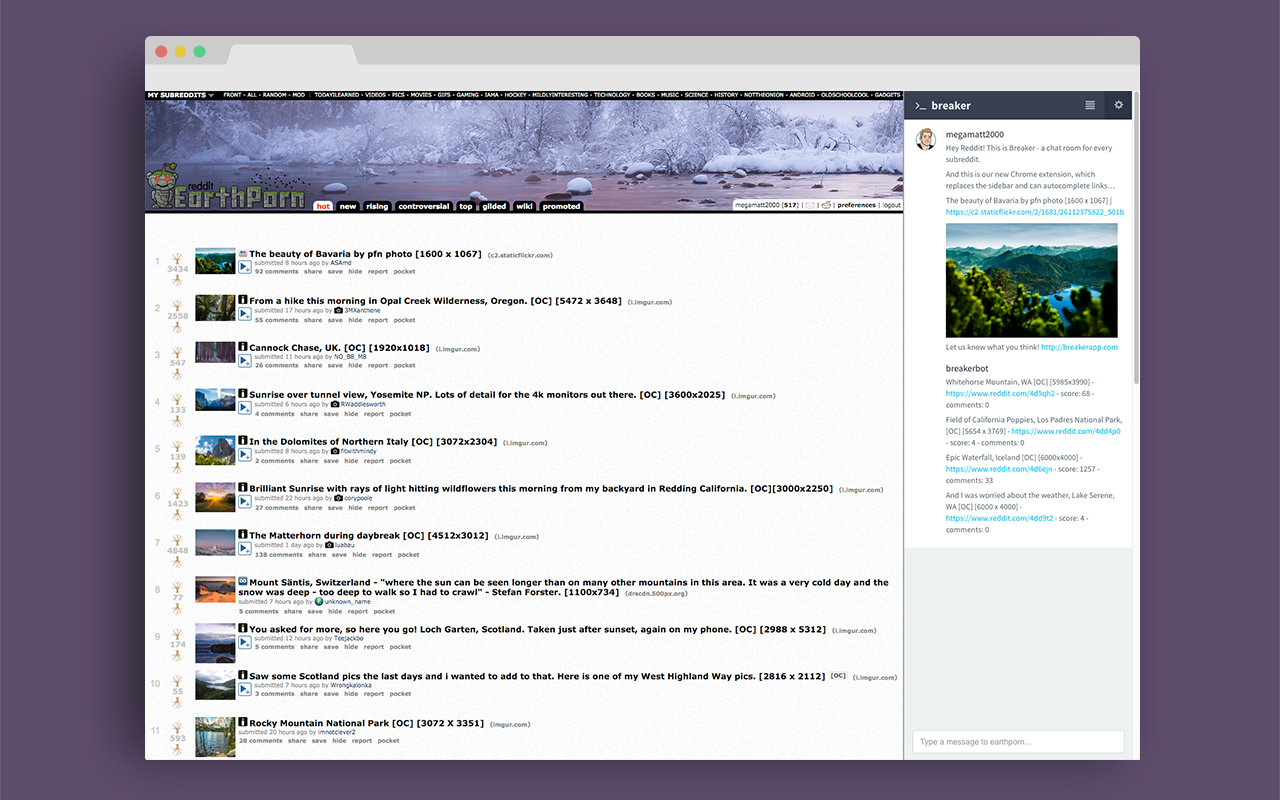 MY SUBREDDITS FRONT - ALL - RANDOM - MOD | TODAYILEARNED - VIDEOS - PICS - MOVIES - GIFS - GAMING - IAMA - HOCKEY - MILDLYINTERESTING - TECHNOLOGY - BOOKS - MUSIC - SCIENCE - HISTORY - NOTTHEONION - ANDROID - OLDSCHOOLCOOL - GADGETS -
reddit
EarthPorn
hot new rising controversial top gilded wiki promoted
megamatt2000 (517) | | | preferences | logout
1
3434
The beauty of Bavaria by pfn photo [1600 x 1067] (c2.staticflickr.com)
submitted 8 hours ago by ASAmd
92 comments share save hide report pocket
2
2558
From a hike this morning in Opal Creek Wilderness, Oregon. [OC] [5472 x 3648] (i.imgur.com)
submitted 17 hours ago by 3MXanthene
55 comments share save hide report pocket
3
547
Cannock Chase, UK. [OC] [1920x1018] (i.imgur.com)
submitted 11 hours ago by NO_B8_M8
26 comments share save hide report pocket
4
133
Sunrise over tunnel view, Yosemite NP. Lots of detail for the 4k monitors out there. [OC] [3600x2025] (i.imgur.com)
submitted 6 hours ago by RWaddlesworth
4 comments share save hide report pocket
5
139
In the Dolomites of Northern Italy [OC] [3072x2304] (i.imgur.com)
submitted 8 hours ago by fitwithmindy
2 comments share save hide report pocket
6
1423
Brilliant Sunrise with rays of light hitting wildflowers this morning from my backyard in Redding California. [OC][3000x2250] (i.imgur.com)
submitted 22 hours ago by corypoole
27 comments share save hide report pocket
7
4848
The Matterhorn during daybreak [OC] [4512x3012] (i.imgur.com)
submitted 1 day ago by luabau
138 comments share save hide report pocket
8
77
Mount Säntis, Switzerland - "where the sun can be seen longer than on many other mountains in this area. It was a very cold day and the
snow was deep - too deep to walk so I had to crawl" - Stefan Forster. [1100x734] (drscdn.500px.org)
submitted 7 hours ago by unknown_name
5 comments share save hide report pocket
9
174
You asked for more, so here you go! Loch Garten, Scotland. Taken just after sunset, again on my phone. [OC] [2988 x 5312] (i.imgur.com)
submitted 12 hours ago by Teejackbo
5 comments share save hide report pocket
10
55
Saw some Scotland pics the last days and i wanted to add to that. Here is one of my West Highland Way pics. [2816 x 2112] [OC] (i.imgur.com)
submitted 7 hours ago by Wrongkalonka
3 comments share save hide report pocket
11
593
Rocky Mountain National Park [OC] [3072 X 3351] (imgur.com)
submitted 20 hours ago by imnotclever2
28 comments share save hide report pocket
>_ breaker
megamatt2000
Hey Reddit! This is Breaker - a chat room for every
subreddit.
And this is our new Chrome extension, which
replaces the sidebar and can autocomplete links...
The beauty of Bavaria by pfn photo [1600 x 1067] |
https://c2.staticflickr.com/2/1681/26112375822_501b
Let us know what you think! http://breakerapp.com
breakerbot
Whitehorse Mountain, WA [OC] [5985x3990] -
https://www.reddit.com/4d9qh2 - score: 68 -
comments: 0
Field of California Poppies, Los Padres National Park,
[OC] [5654 x 3769] - https://www.reddit.com/4dd4p0
- score: 4 - comments: 0
Epic Waterfall, Iceland [OC] [6000x4000] -
https://www.reddit.com/4d6ejn - score: 1257 -
comments: 33
And I was worried about the weather, Lake Serene,
WA [OC] [6000 x 4000] -
https://www.reddit.com/4dd9t2 - score: 4 -
comments: 0
Type a message to earthporn...